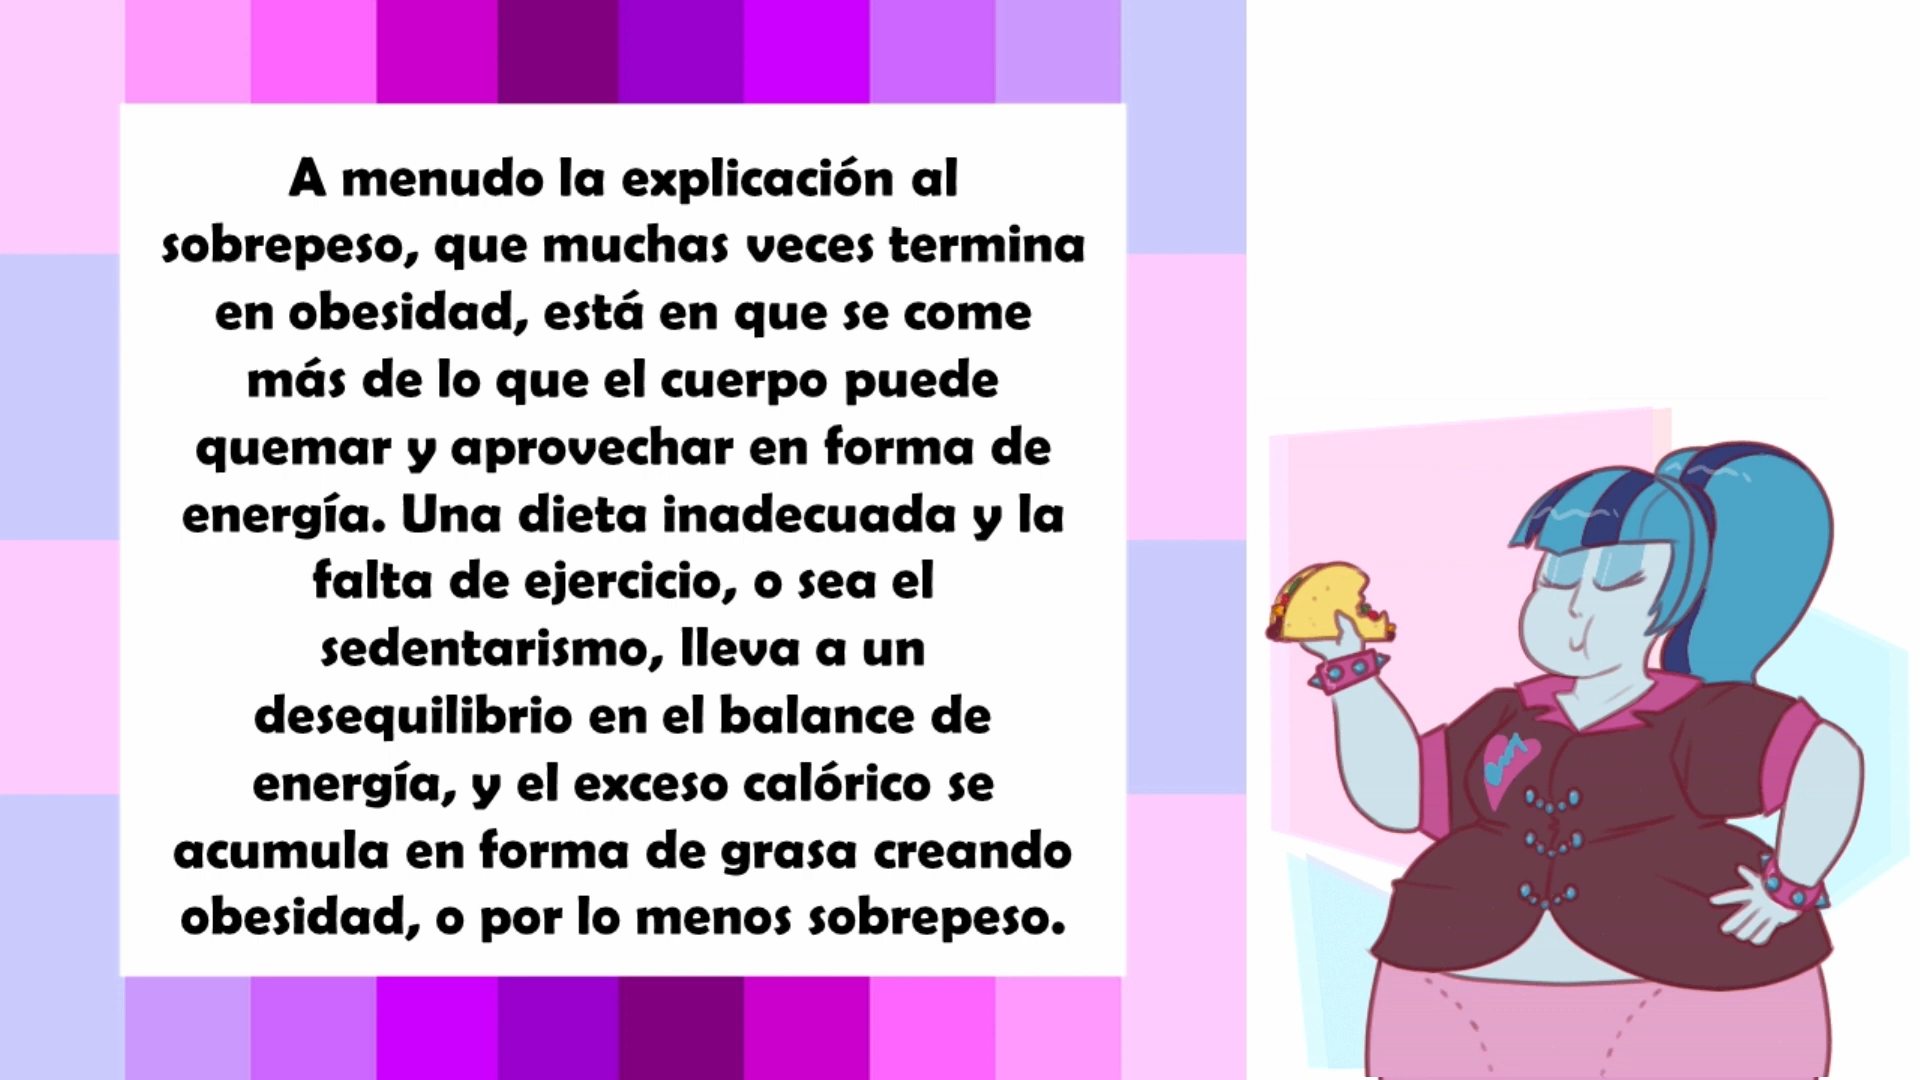 A menudo la explicación al
sobrepeso, que muchas veces termina
en obesidad, está en que se come
más de lo que el cuerpo puede
quemar y aprovechar en forma de
energía. Una dieta inadecuada y la
falta de ejercicio, o sea el
sedentarismo, lleva a un
desequilibrio en el balance de
energía, y el exceso calórico se
acumula en forma de grasa creando
obesidad, o por lo menos sobrepeso.